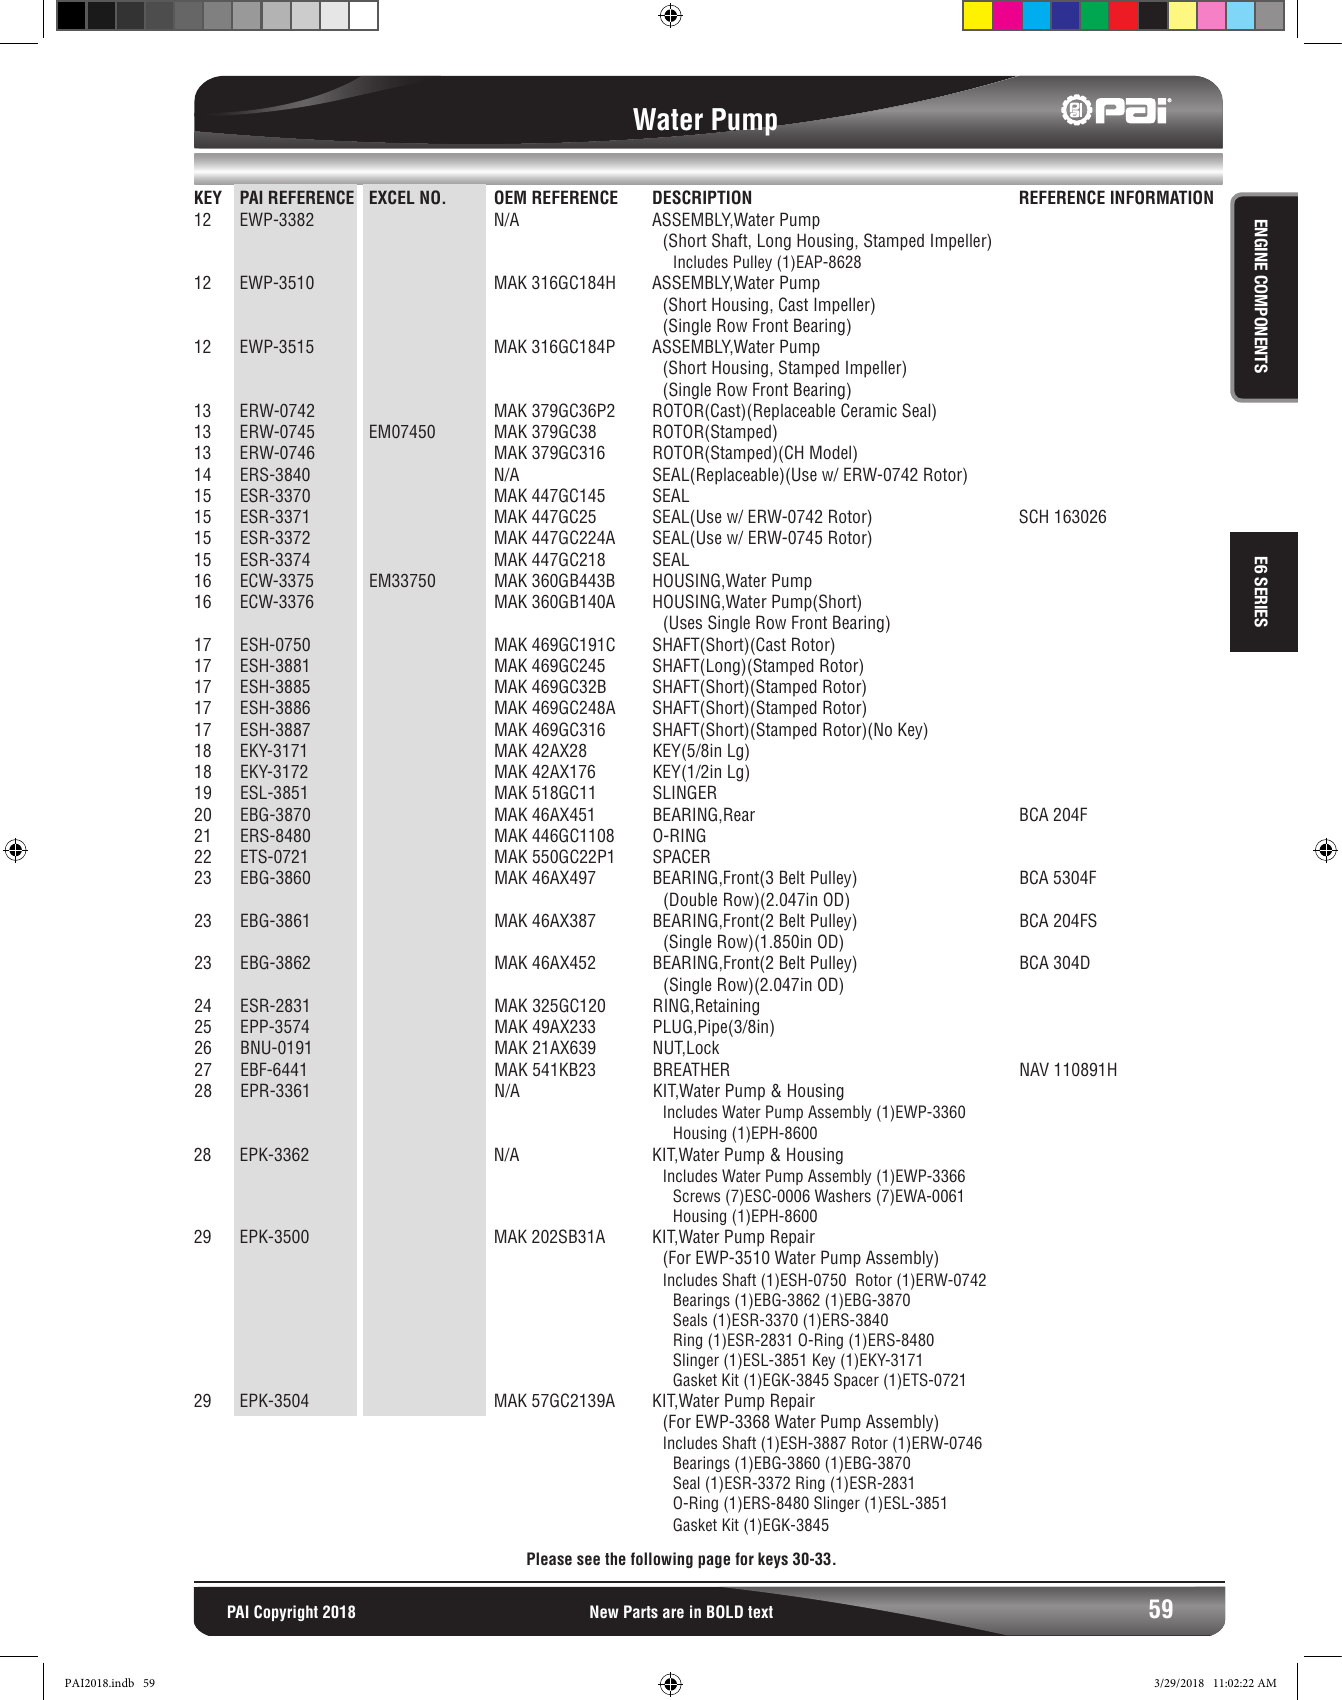 Water Pump
PAI
KEY PAI REFERENCE EXCEL NO. OEM REFERENCE DESCRIPTION REFERENCE INFORMATION
12 EWP-3382 N/A ASSEMBLY,Water Pump
(Short Shaft, Long Housing, Stamped Impeller)
Includes Pulley (1)EAP-8628
12 EWP-3510 MAK 316GC184H ASSEMBLY,Water Pump
(Short Housing, Cast Impeller)
(Single Row Front Bearing)
12 EWP-3515 MAK 316GC184P ASSEMBLY,Water Pump
(Short Housing, Stamped Impeller)
(Single Row Front Bearing)
13 ERW-0742 MAK 379GC36P2 ROTOR(Cast)(Replaceable Ceramic Seal)
13 ERW-0745 EM07450 MAK 379GC38 ROTOR(Stamped)
13 ERW-0746 MAK 379GC316 ROTOR(Stamped)(CH Model)
14 ERS-3840 N/A SEAL(Replaceable)(Use w/ ERW-0742 Rotor)
15 ESR-3370 MAK 447GC145 SEAL
15 ESR-3371 MAK 447GC25 SEAL(Use w/ ERW-0742 Rotor) SCH 163026
15 ESR-3372 MAK 447GC224A SEAL(Use w/ ERW-0745 Rotor)
15 ESR-3374 MAK 447GC218 SEAL
16 ECW-3375 EM33750 MAK 360GB443B HOUSING,Water Pump
16 ECW-3376 MAK 360GB140A HOUSING,Water Pump(Short)
(Uses Single Row Front Bearing)
17 ESH-0750 MAK 469GC191C SHAFT(Short)(Cast Rotor)
17 ESH-3881 MAK 469GC245 SHAFT(Long)(Stamped Rotor)
17 ESH-3885 MAK 469GC32B SHAFT(Short)(Stamped Rotor)
17 ESH-3886 MAK 469GC248A SHAFT(Short)(Stamped Rotor)
17 ESH-3887 MAK 469GC316 SHAFT(Short)(Stamped Rotor)(No Key)
18 EKY-3171 MAK 42AX28 KEY(5/8in Lg)
18 EKY-3172 MAK 42AX176 KEY(1/2in Lg)
19 ESL-3851 MAK 518GC11 SLINGER
20 EBG-3870 MAK 46AX451 BEARING,Rear BCA 204F
21 ERS-8480 MAK 446GC1108 O-RING
22 ETS-0721 MAK 550GC22P1 SPACER
23 EBG-3860 MAK 46AX497 BEARING,Front(3 Belt Pulley) BCA 5304F
(Double Row)(2.047in OD)
23 EBG-3861 MAK 46AX387 BEARING,Front(2 Belt Pulley) BCA 204FS
(Single Row)(1.850in OD)
23 EBG-3862 MAK 46AX452 BEARING,Front(2 Belt Pulley) BCA 304D
(Single Row)(2.047in OD)
24 ESR-2831 MAK 325GC120 RING,Retaining
25 EPP-3574 MAK 49AX233 PLUG,Pipe(3/8in)
26 BNU-0191 MAK 21AX639 NUT,Lock
27 EBF-6441 MAK 541KB23 BREATHER NAV 110891H
28 EPR-3361 N/A KIT,Water Pump & Housing
Includes Water Pump Assembly (1)EWP-3360
Housing (1)EPH-8600
28 EPK-3362 N/A KIT,Water Pump & Housing
Includes Water Pump Assembly (1)EWP-3366
Screws (7)ESC-0006 Washers (7)EWA-0061
Housing (1)EPH-8600
29 EPK-3500 MAK 202SB31A KIT,Water Pump Repair
(For EWP-3510 Water Pump Assembly)
Includes Shaft (1)ESH-0750 Rotor (1)ERW-0742
Bearings (1)EBG-3862 (1)EBG-3870
Seals (1)ESR-3370 (1)ERS-3840
Ring (1)ESR-2831 O-Ring (1)ERS-8480
Slinger (1)ESL-3851 Key (1)EKY-3171
Gasket Kit (1)EGK-3845 Spacer (1)ETS-0721
29 EPK-3504 MAK 57GC2139A KIT,Water Pump Repair
(For EWP-3368 Water Pump Assembly)
Includes Shaft (1)ESH-3887 Rotor (1)ERW-0746
Bearings (1)EBG-3860 (1)EBG-3870
Seal (1)ESR-3372 Ring (1)ESR-2831
O-Ring (1)ERS-8480 Slinger (1)ESL-3851
Gasket Kit (1)EGK-3845
Please see the following page for keys 30-33.
ENGINE COMPONENTS
E6 SERIES
PAI Copyright 2018 New Parts are in BOLD text 59
PAI2018.indb 59 3/29/2018 11:02:22 AM